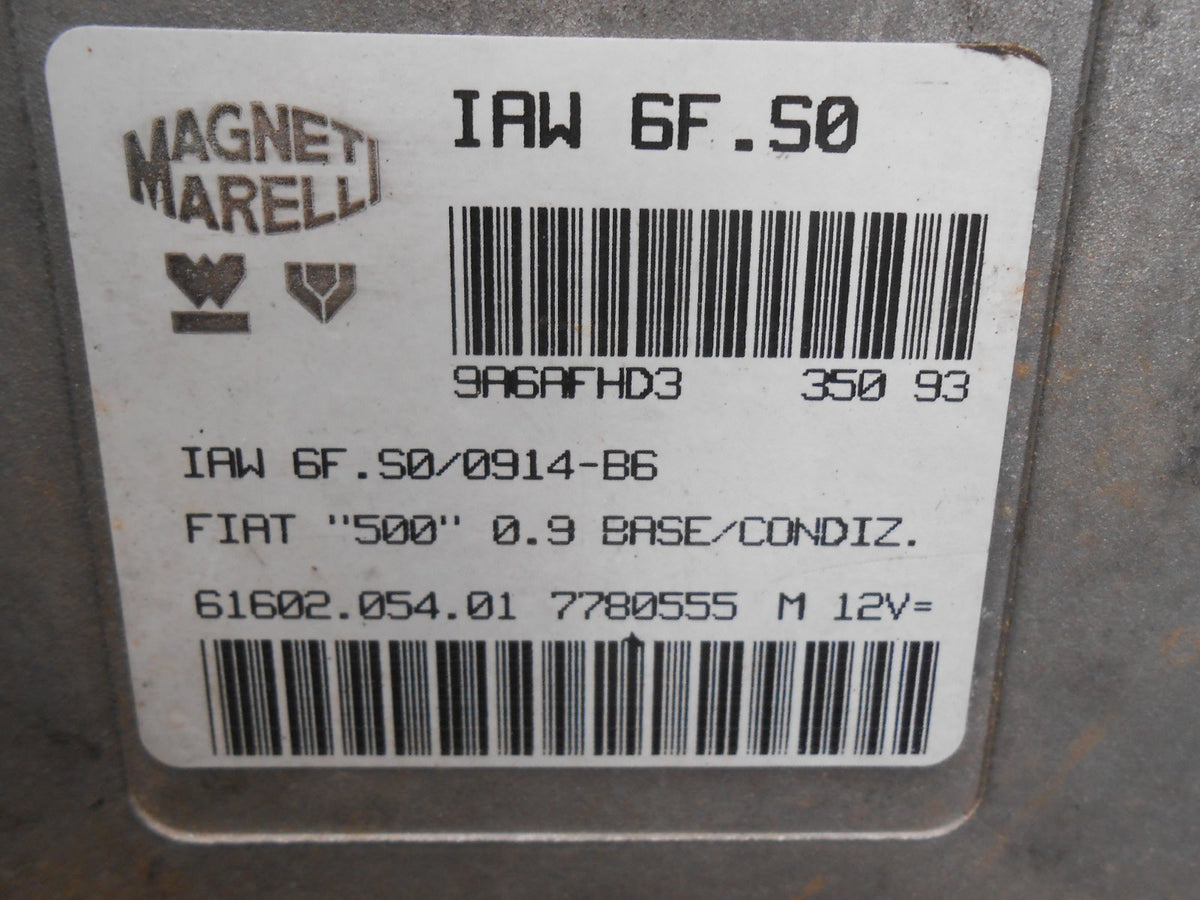 MAGNETI
MARELLI
IAW 6F.S0
9A6AFHD3 350 93
IAW 6F.S0/0914-B6
FIAT "500" 0.9 BASE/CONDIZ.
61602.054.01 7780555 M 12V=